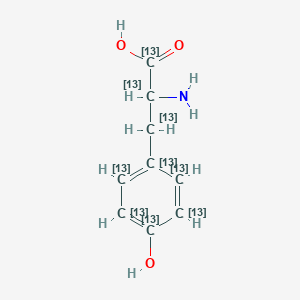 H [13] O
O C
[13] [13]
H C N H
H
H C H
[13] [13] [13]
H C C C H
[13] [13] [13]
H C C C H
O
H